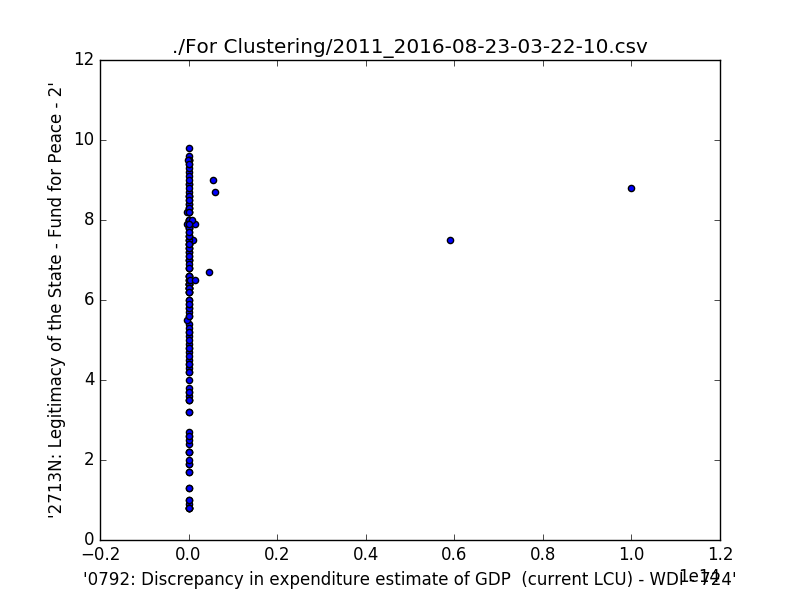 ./For Clustering/2011_2016-08-23-03-22-10.csv
12
10
8
6
4
2
0
'2713N: Legitimacy of the State - Fund for Peace - 2'
−0.2 0.0 0.2 0.4 0.6 0.8 1.0 1.2
1e14
'0792: Discrepancy in expenditure estimate of GDP  (current LCU) - WDI - 724'